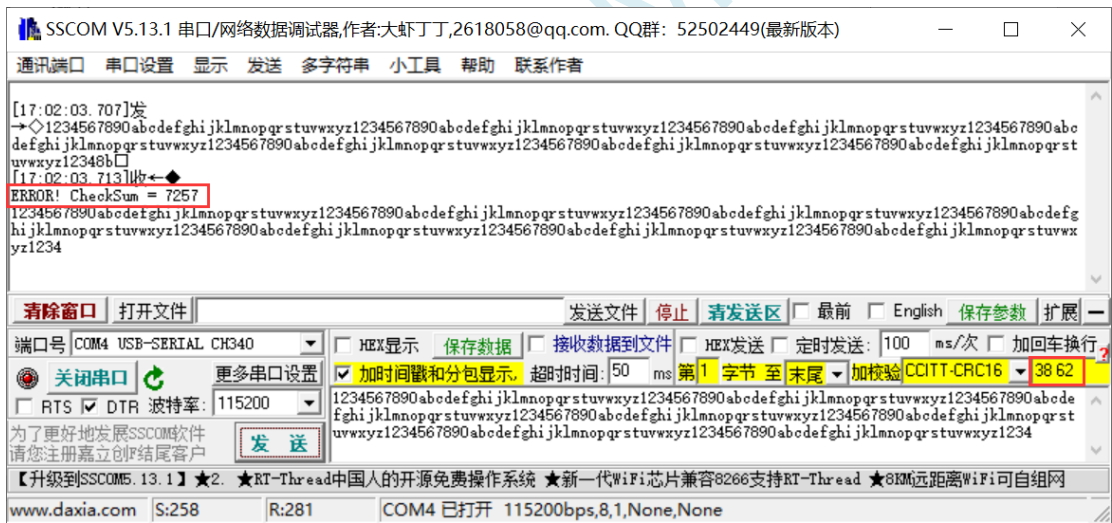 SSCOM V5.13.1 串口/网络数据调试器,作者:大虾丁丁,2618058@qq.com. QQ群：52502449(最新版本)
通讯端口 串口设置 显示 发送 多字符串 小工具 帮助 联系作者
[17:02:03.707]发
→◇1234567890abcdefghijklmnopqrstuvwxyz1234567890abcdefghijklmnopqrstuvwxyz1234567890abcdefghijklmnopqrstuvwxyz1234567890abc
defghijklmnopqrstuvwxyz1234567890abcdefghijklmnopqrstuvwxyz1234567890abcdefghijklmnopqrstuvwxyz1234567890abcdefghijklmnopqrst
uvwxyz12348b□
[17:02:03.713]收←◆
ERROR! CheckSum = 7257
1234567890abcdefghijklmnopqrstuvwxyz1234567890abcdefghijklmnopqrstuvwxyz1234567890abcdefghijklmnopqrstuvwxyz1234567890abcdefg
hijklmnopqrstuvwxyz1234567890abcdefghijklmnopqrstuvwxyz1234567890abcdefghijklmnopqrstuvwxyz1234567890abcdefghijklmnopqrstuvwx
yz1234
清除窗口 打开文件 发送文件 停止 清发送区 最前 English 保存参数 扩展 —
端口号 COM4 USB-SERIAL CH340 HEX显示 保存数据 接收数据到文件 HEX发送 定时发送: 100 ms/次 加回车换行
关闭串口 更多串口设置 加时间戳和分包显示, 超时时间: 50 ms 第 1 字节 至 末尾 加校验 CCITT-CRC16 38 62 ?
RTS DTR 波特率: 115200
1234567890abcdefghijklmnopqrstuvwxyz1234567890abcdefghijklmnopqrstuvwxyz1234567890abcde
fghijklmnopqrstuvwxyz1234567890abcdefghijklmnopqrstuvwxyz1234567890abcdefghijklmnopqrst
uvwxyz1234567890abcdefghijklmnopqrstuvwxyz1234567890abcdefghijklmnopqrstuvwxyz1234
为了更好地发展SSCOM软件
请您注册嘉立创F结尾客户
发 送
【升级到SSCOM5.13.1】★2. ★RT-Thread中国人的开源免费操作系统 ★新一代WiFi芯片兼容8266支持RT-Thread ★8KM远距离WiFi可自组网
www.daxia.com S:258 R:281 COM4 已打开 115200bps,8,1,None,None